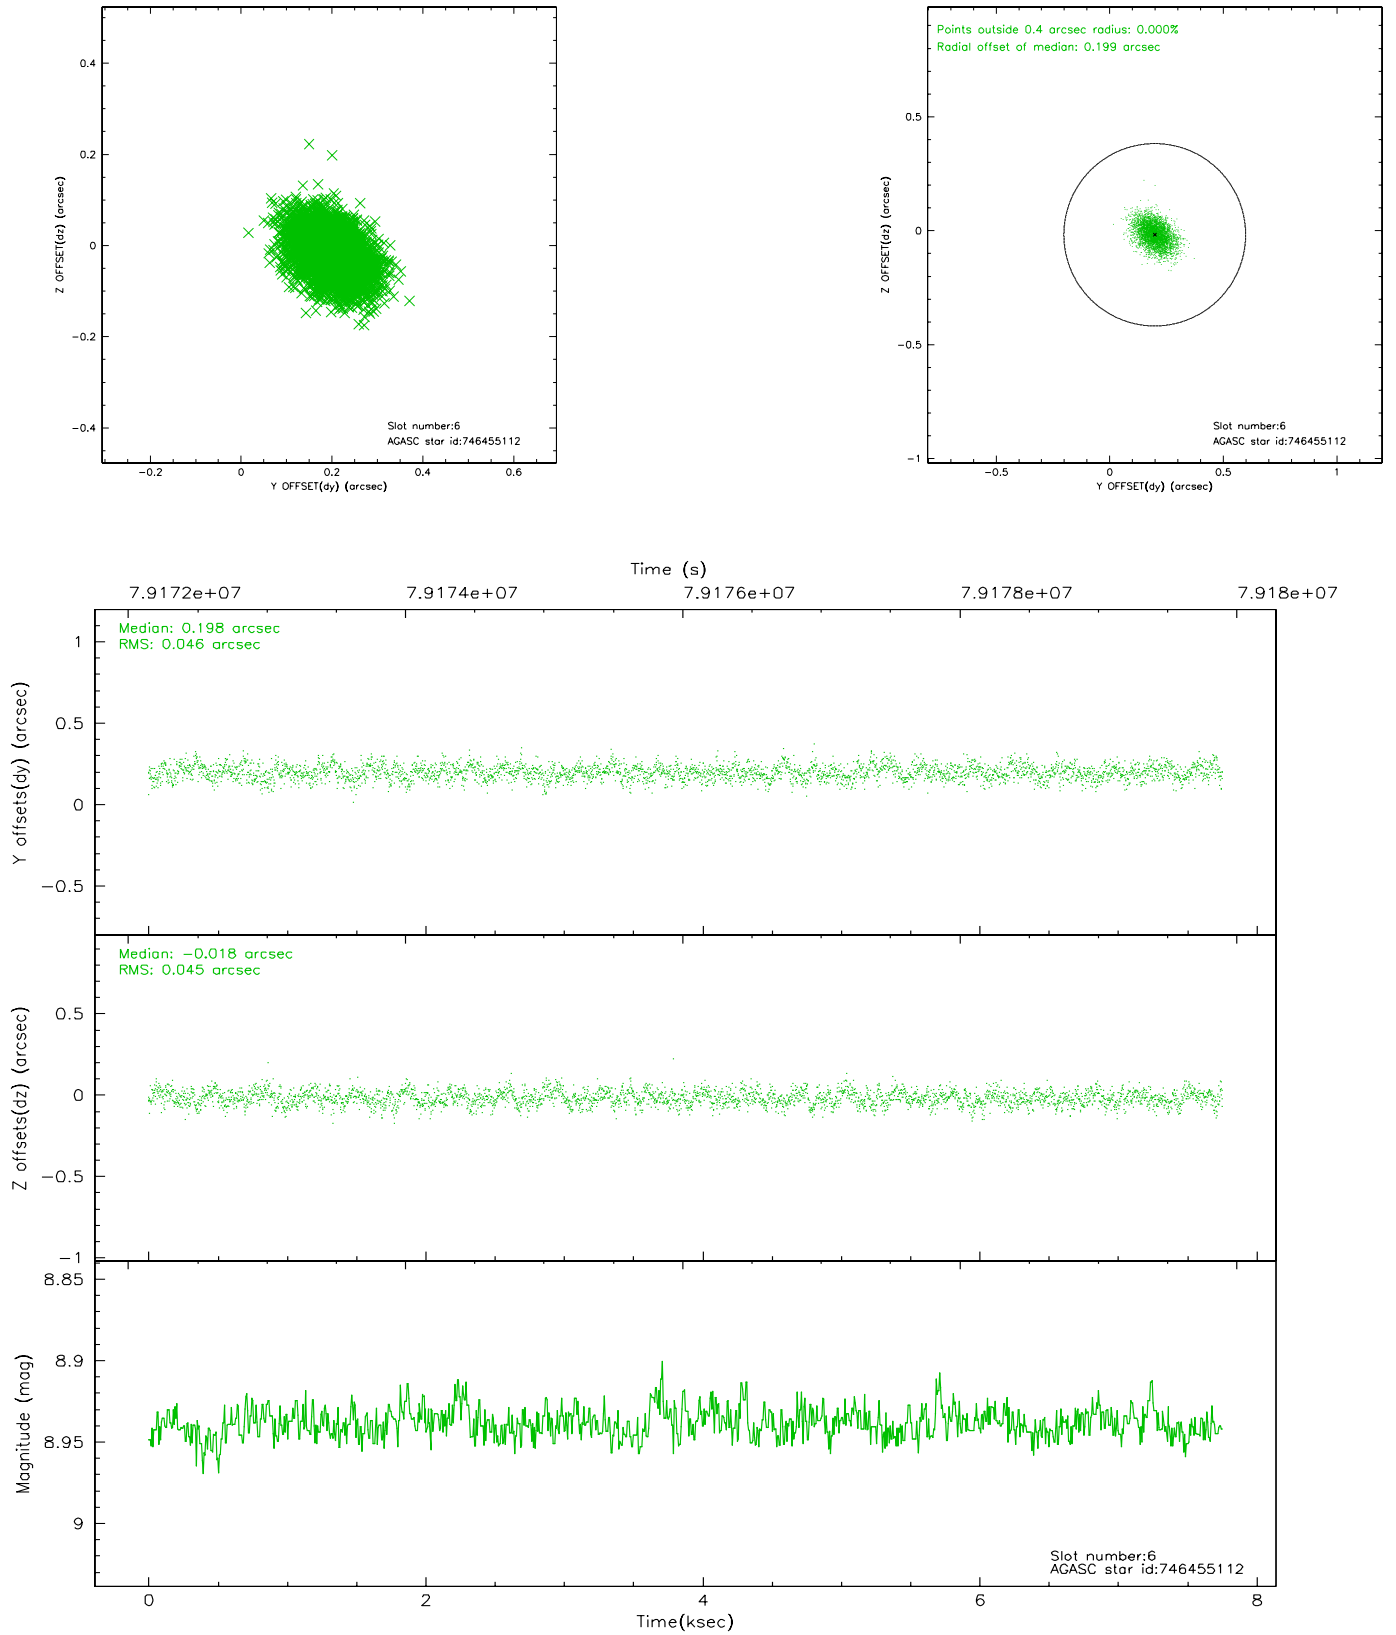 0.4
0.2
0
−0.2
−0.4
Z OFFSET(dz) (arcsec)
Slot number:6
AGASC star id:746455112
−0.2
0
0.2
0.4
0.6
Y OFFSET(dy) (arcsec)
Points outside 0.4 arcsec radius: 0.000%
Radial offset of median: 0.199 arcsec
0.5
0
−0.5
−1
Z OFFSET(dz) (arcsec)
Slot number:6
AGASC star id:746455112
−0.5
0
0.5
1
Y OFFSET(dy) (arcsec)
Time (s)
7.9172e+07
7.9174e+07
7.9176e+07
7.9178e+07
7.918e+07
Median: 0.198 arcsec
RMS: 0.046 arcsec
1
0.5
0
−0.5
Y offsets(dy) (arcsec)
Median: −0.018 arcsec
RMS: 0.045 arcsec
0.5
0
−0.5
−1
Z offsets(dz) (arcsec)
8.85
8.9
8.95
9
Magnitude (mag)
Slot number:6
AGASC star id:746455112
0
2
4
6
8
Time(ksec)